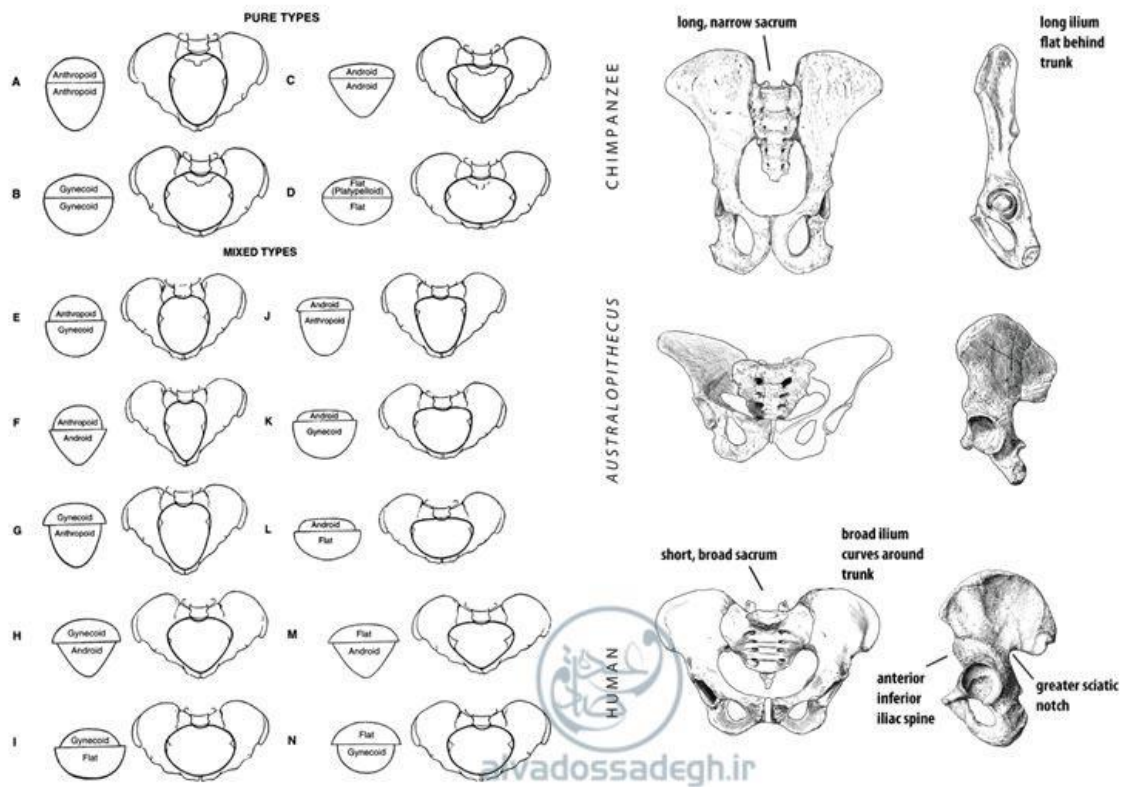 PURE TYPES
A
Anthropoid
Anthropoid
C
Android
Android
B
Gynecoid
Gynecoid
D
Flat
(Platypelloid)
Flat
MIXED TYPES
E
Anthropoid
Gynecoid
J
Android
Anthropoid
F
Anthropoid
Android
K
Android
Gynecoid
G
Gynecoid
Anthropoid
L
Android
Flat
H
Gynecoid
Android
M
Flat
Android
I
Gynecoid
Flat
N
Flat
Gynecoid
CHIMPANZEE
long, narrow sacrum
long ilium
flat behind
trunk
AUSTRALOPITHECUS
HUMAN
short, broad sacrum
broad ilium
curves around
trunk
anterior
inferior
iliac spine
greater sciatic
notch
alvadossadegh.ir